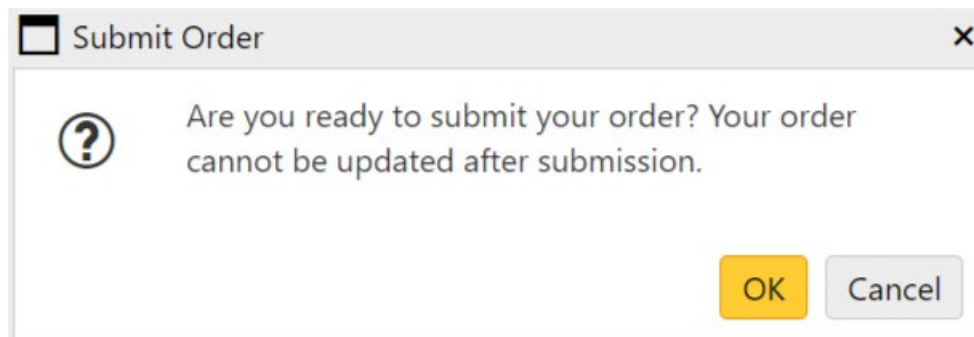 Submit Order
Are you ready to submit your order? Your order
cannot be updated after submission.
OK
Cancel